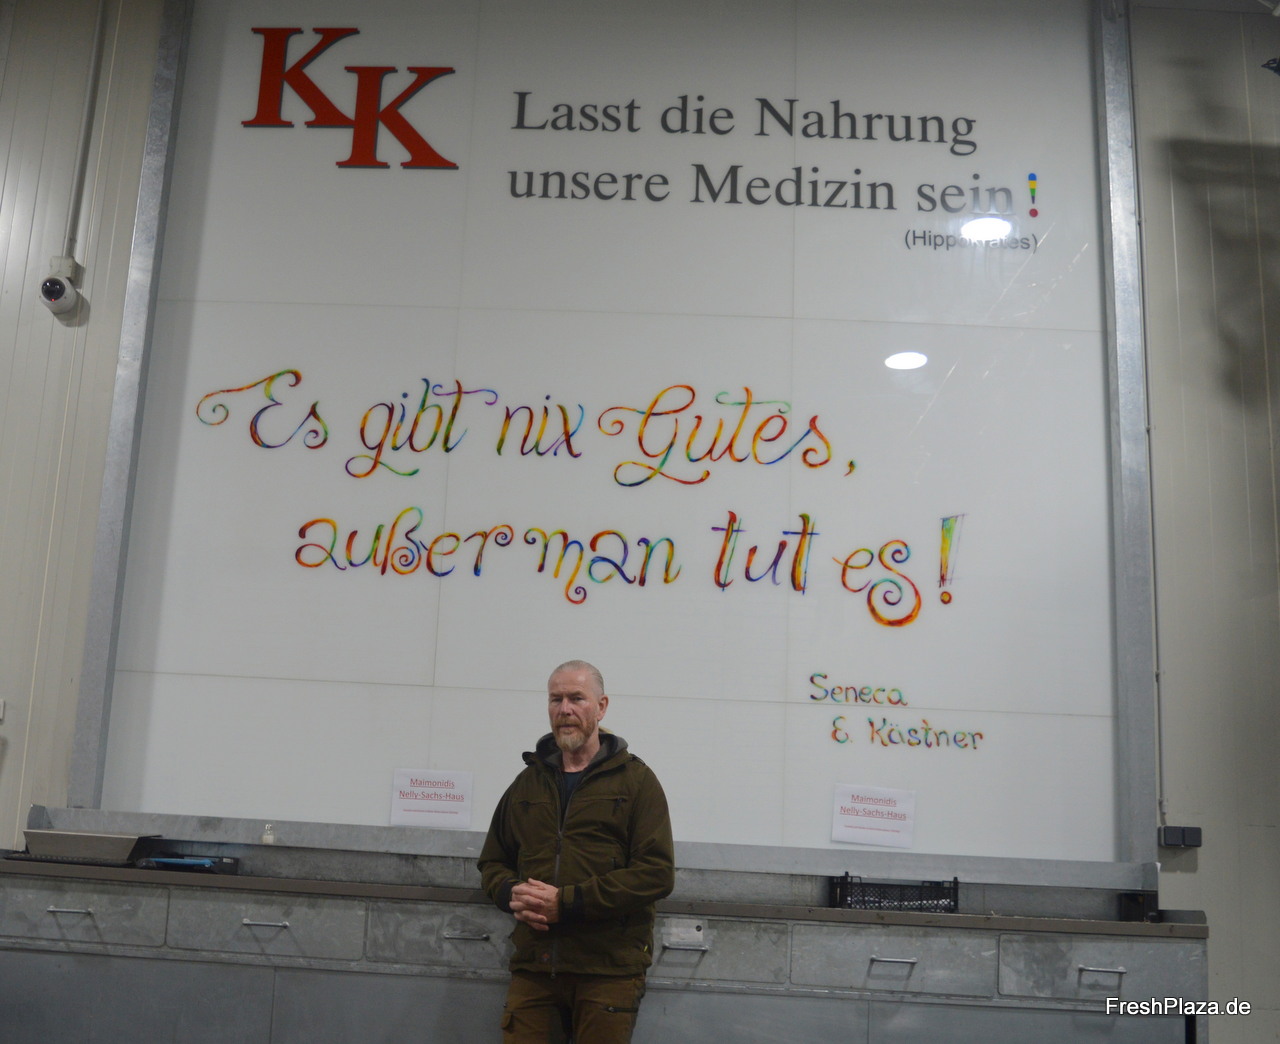 KK
Lasst die Nahrung
unsere Medizin sein!
(Hippokrates)
Es gibt nix Gutes,
außer man tut es!
Seneca
E. Kästner
Maimonidis
Nelly-Sachs-Haus
Maimonidis
Nelly-Sachs-Haus
FreshPlaza.de